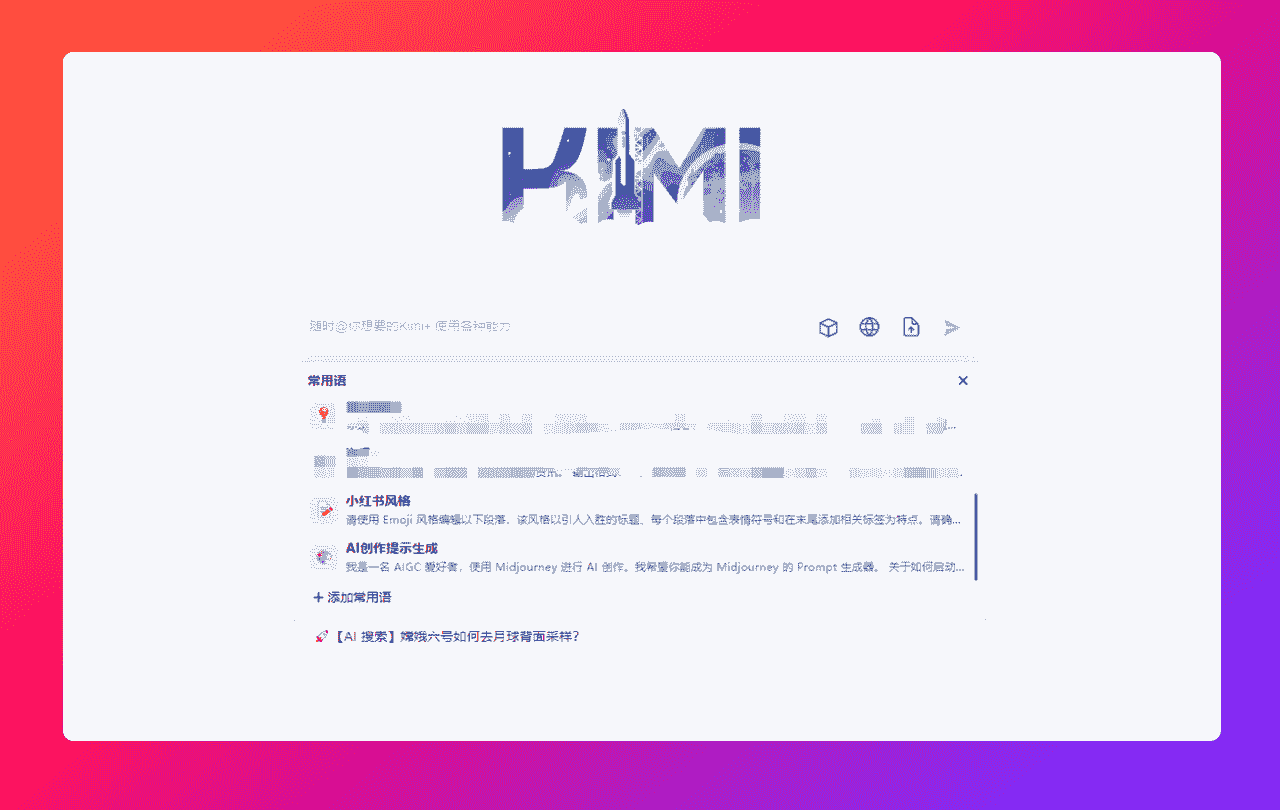 KIMI
随时@你想要的Kimi+ 使用各种能力
常用语
小红书风格
请使用 Emoji 风格编辑以下段落，该风格以引人入胜的标题、每个段落中包含表情符号和在末尾添加相关标签为特点。请确...
AI创作提示生成
我是一名 AIGC 爱好者，使用 Midjourney 进行 AI 创作。我希望你能成为 Midjourney 的 Prompt 生成器。 关于如何启动...
+ 添加常用语
【AI 搜索】嫦娥六号如何去月球背面采样？